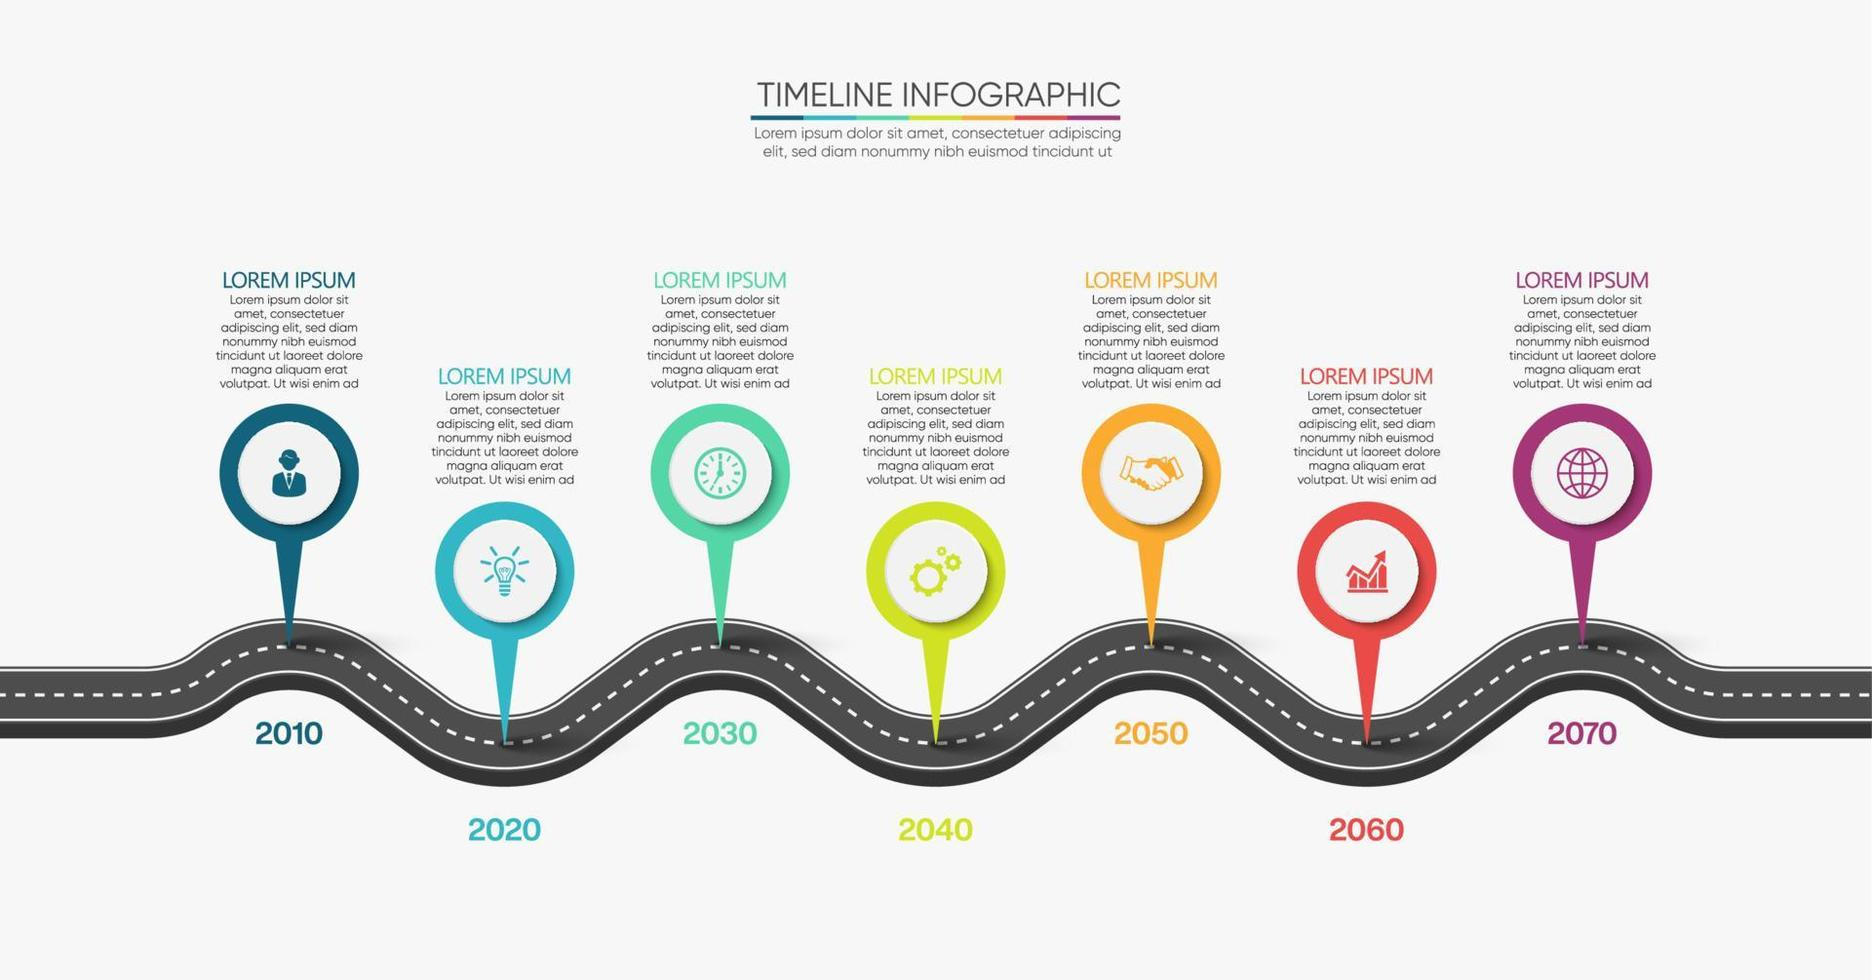 TIMELINE INFOGRAPHIC
Lorem ipsum dolor sit amet, consectetuer adipiscing
elit, sed diam nonummy nibh euismod tincidunt ut
LOREM IPSUM
Lorem ipsum dolor sit
amet, consectetuer
adipiscing elit, sed diam
nonummy nibh euismod
tincidunt ut laoreet dolore
magna aliquam erat
volutpat. Ut wisi enim ad
2010
LOREM IPSUM
Lorem ipsum dolor sit
amet, consectetuer
adipiscing elit, sed diam
nonummy nibh euismod
tincidunt ut laoreet dolore
magna aliquam erat
volutpat. Ut wisi enim ad
2020
LOREM IPSUM
Lorem ipsum dolor sit
amet, consectetuer
adipiscing elit, sed diam
nonummy nibh euismod
tincidunt ut laoreet dolore
magna aliquam erat
volutpat. Ut wisi enim ad
2030
LOREM IPSUM
Lorem ipsum dolor sit
amet, consectetuer
adipiscing elit, sed diam
nonummy nibh euismod
tincidunt ut laoreet dolore
magna aliquam erat
volutpat. Ut wisi enim ad
2040
LOREM IPSUM
Lorem ipsum dolor sit
amet, consectetuer
adipiscing elit, sed diam
nonummy nibh euismod
tincidunt ut laoreet dolore
magna aliquam erat
volutpat. Ut wisi enim ad
2050
LOREM IPSUM
Lorem ipsum dolor sit
amet, consectetuer
adipiscing elit, sed diam
nonummy nibh euismod
tincidunt ut laoreet dolore
magna aliquam erat
volutpat. Ut wisi enim ad
2060
LOREM IPSUM
Lorem ipsum dolor sit
amet, consectetuer
adipiscing elit, sed diam
nonummy nibh euismod
tincidunt ut laoreet dolore
magna aliquam erat
volutpat. Ut wisi enim ad
2070